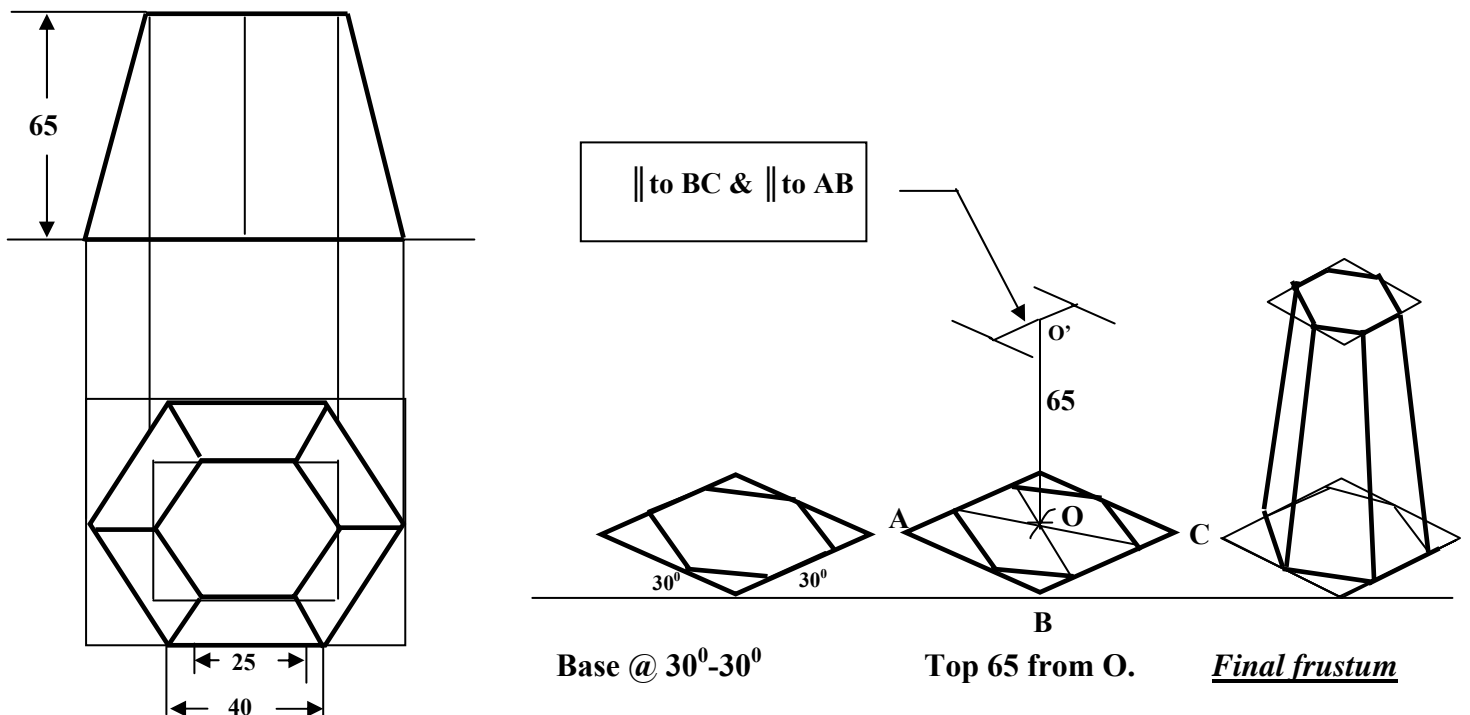 65
25
40
∥to BC & ∥to AB
O’
65
A
O
C
B
30⁰
30⁰
Base @ 30⁰-30⁰
Top 65 from O.
Final frustum